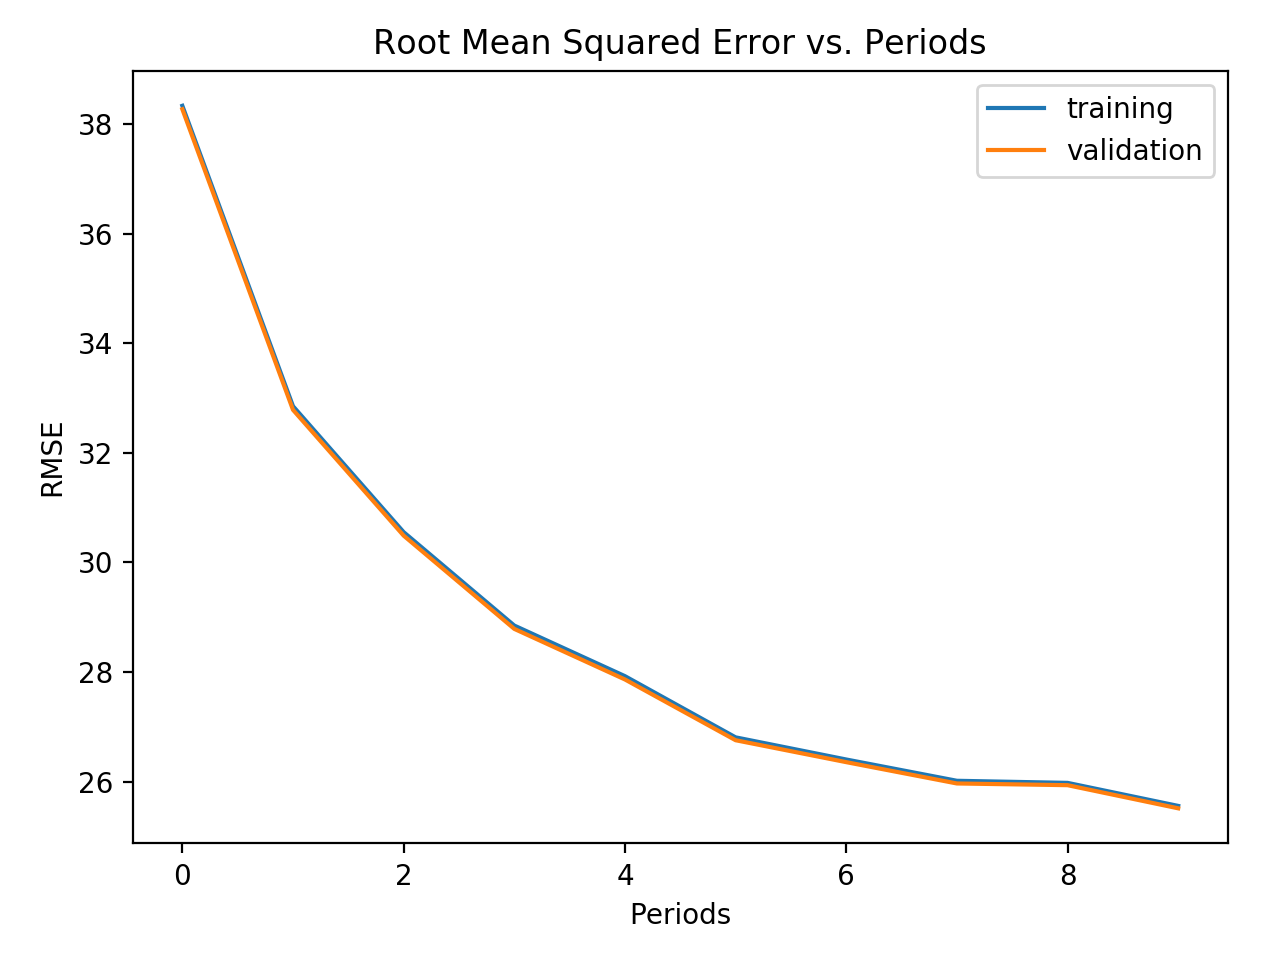 Root Mean Squared Error vs. Periods
training
validation
38
36
34
32
30
28
26
RMSE
0 2 4 6 8
Periods